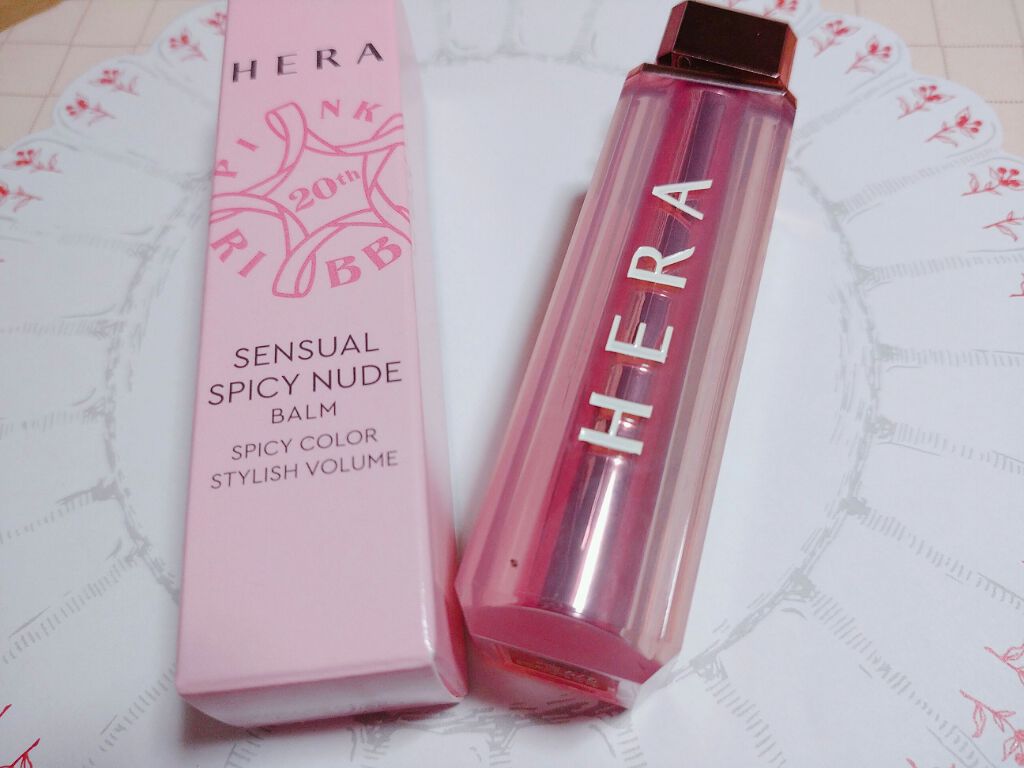 HERA
PINK
20th
RIBB
SENSUAL
SPICY NUDE
BALM
SPICY COLOR
STYLISH VOLUME
HERA